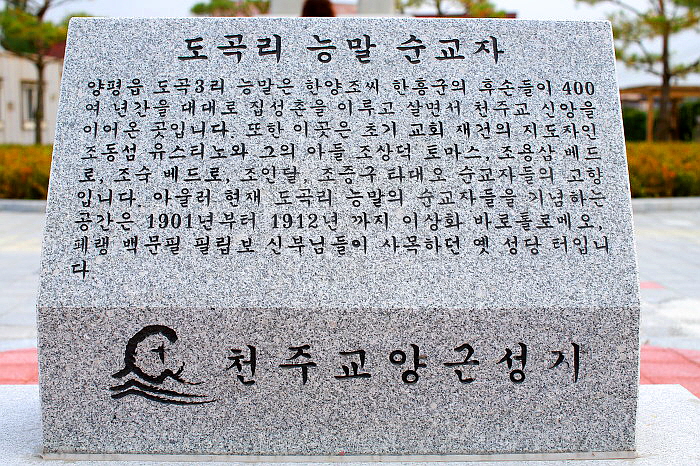 도곡리 능말 순교자
양평읍 도곡3리 능말은 한양조씨 한흥군의 후손들이 400
여 년간을 대대로 집성촌을 이루고 살면서 천주교 신앙을
이어온 곳입니다. 또한 이곳은 초기 교회 재건의 지도자인
조동섬 유스티노와 그의 아들 조상덕 토마스, 조용삼 베드
로, 조숙 베드로, 조인달, 조증구 타대오 순교자들의 고향
입니다. 아울러 현재 도곡리 능말의 순교자들을 기념하는
공간은 1901년부터 1912년 까지 이상화 바로톨로메오,
페랭 백문필 필립보 신부님들이 사목하던 옛 성당 터입니
다
천주교양근성지